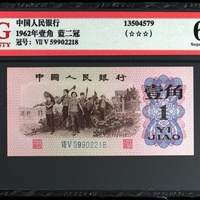 中国人民银行
1962年壹角 蓝二冠
冠号: VII V 59902218
13504579
(☆☆☆)
6
中国人民银行
壹角
1
YI
JIAO
VII V 59902218